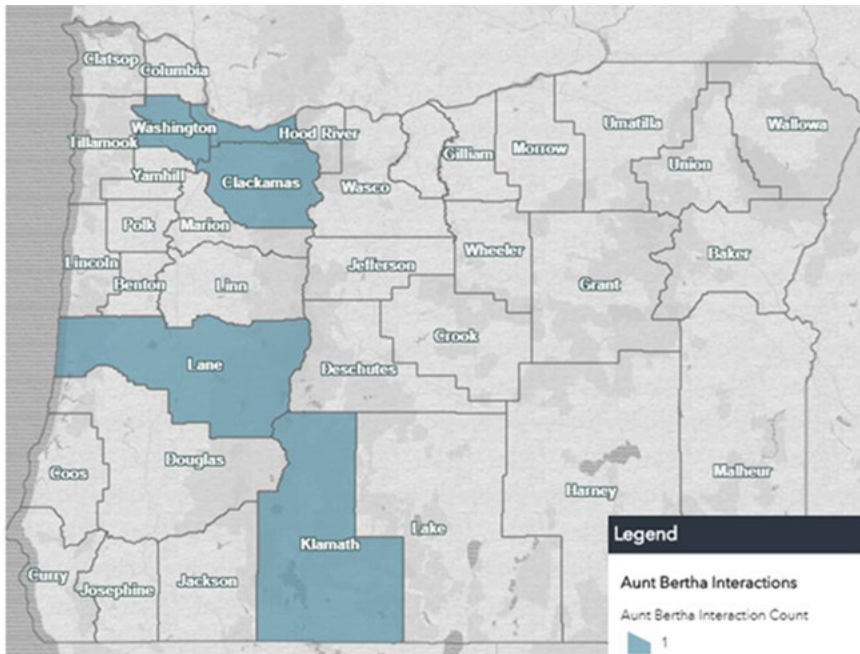 Clatsop
Columbia
Washington
Hood River
Tillamook
Yamhill
Clackamas
Wasco
Gilliam
Morrow
Umatilla
Union
Wallowa
Polk
Marion
Lincoln
Benton
Linn
Jefferson
Wheeler
Grant
Baker
Lane
Deschutes
Crook
Coos
Douglas
Klamath
Lake
Harney
Malheur
Curry
Josephine
Jackson
Legend
Aunt Bertha Interactions
Aunt Bertha Interaction Count
1